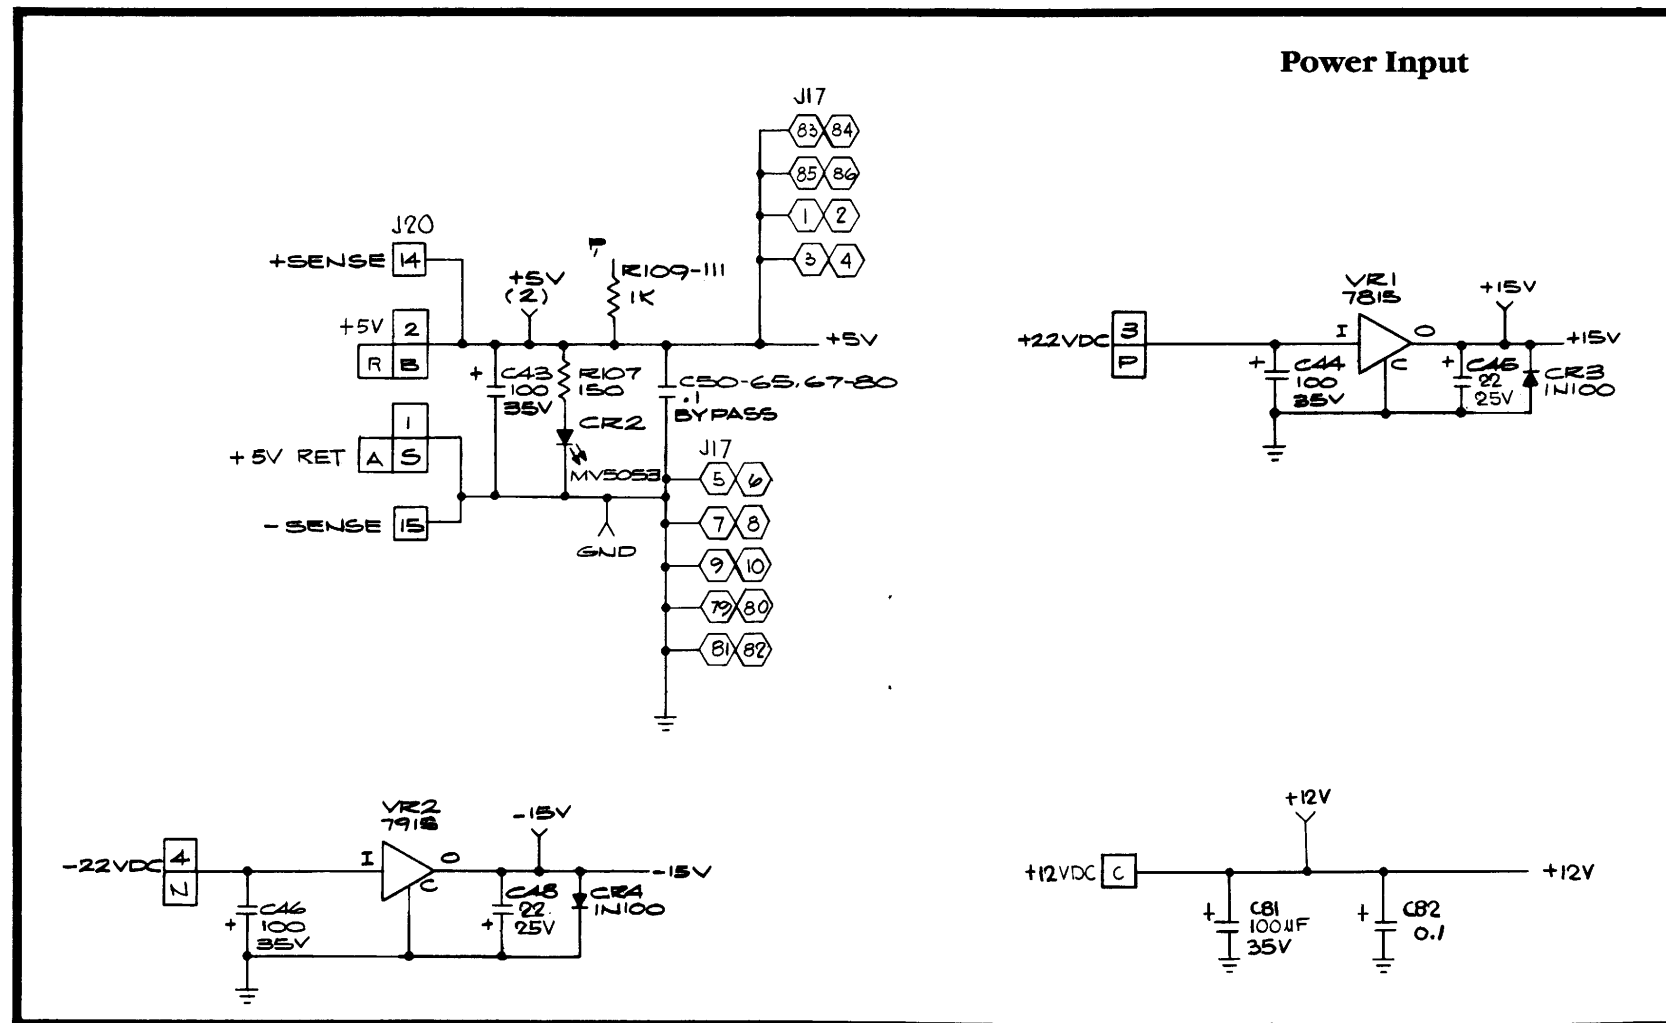 Power Input
J17
83 84
85 86
1 2
3 4
J20
+SENSE 14
+5V
(2)
R109-111
1K
+5V 2
R B
+5V
C43
100
35V
+
R107
150
C50-65, 67-80
.1
BYPASS
CR2
MV5053
1
+5V RET A S
-SENSE 15
GND
J17
5 6
7 8
9 10
79 80
81 82
VR1
7815
+15V
+22VDC 3
P
I
O
C
+
C44
100
35V
+
C45
22
25V
CR3
1N100
+15V
VR2
7915
-15V
-22VDC 4
N
I
O
C
-15V
C46
100
35V
+
C48
22
25V
+
CR4
1N100
+12V
+12VDC C
+12V
+
C81
100µF
35V
+
C82
0.1